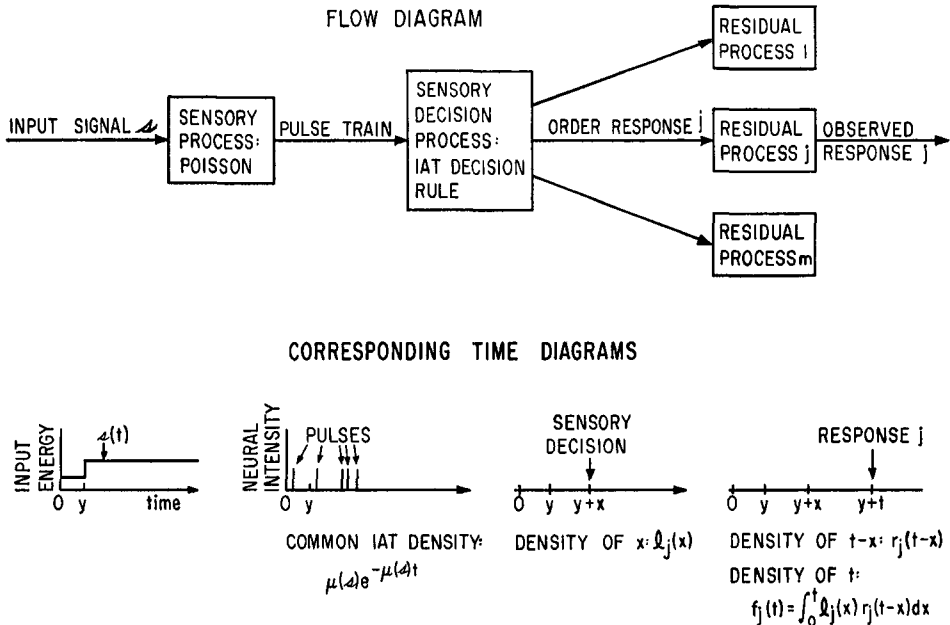 FLOW DIAGRAM
RESIDUAL
PROCESS 1
INPUT SIGNAL s
SENSORY
PROCESS:
POISSON
PULSE TRAIN
SENSORY
DECISION
PROCESS:
IAT DECISION
RULE
ORDER RESPONSE j
RESIDUAL
PROCESS j
OBSERVED
RESPONSE j
RESIDUAL
PROCESS m
CORRESPONDING TIME DIAGRAMS
INPUT
ENERGY
s(t)
0 y time
NEURAL
INTENSITY
PULSES
y
COMMON IAT DENSITY:
μ(s)e^{-μ(s)t}
SENSORY
DECISION
0 y y+x
DENSITY OF x: ℓj(x)
RESPONSE j
0 y y+x y+t
DENSITY OF t-x: rj(t-x)
DENSITY OF t:
fj(t)=∫₀ᵗ ℓj(x) rj(t-x)dx